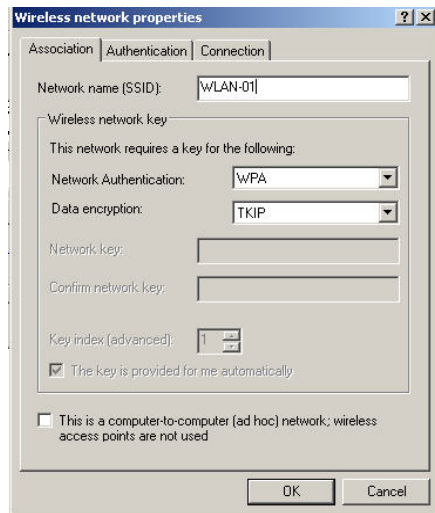 Wireless network properties
Association Authentication Connection
Network name (SSID): WLAN-01
Wireless network key
This network requires a key for the following:
Network Authentication: WPA
Data encryption: TKIP
Network key:
Confirm network key:
Key index (advanced): 1
The key is provided for me automatically
This is a computer-to-computer (ad hoc) network; wireless
access points are not used
OK Cancel